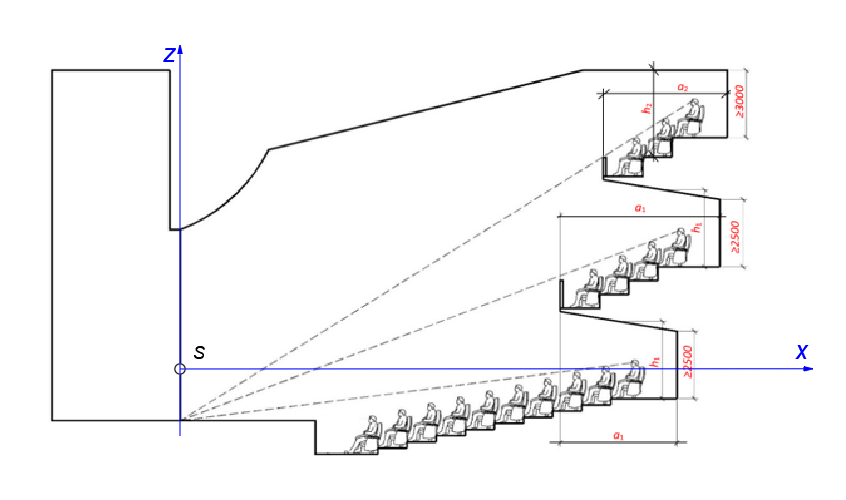 Z
a₂
h₂
≥3000
a₁
h₁
≥2500
S
X
h₁
≥2500
a₁